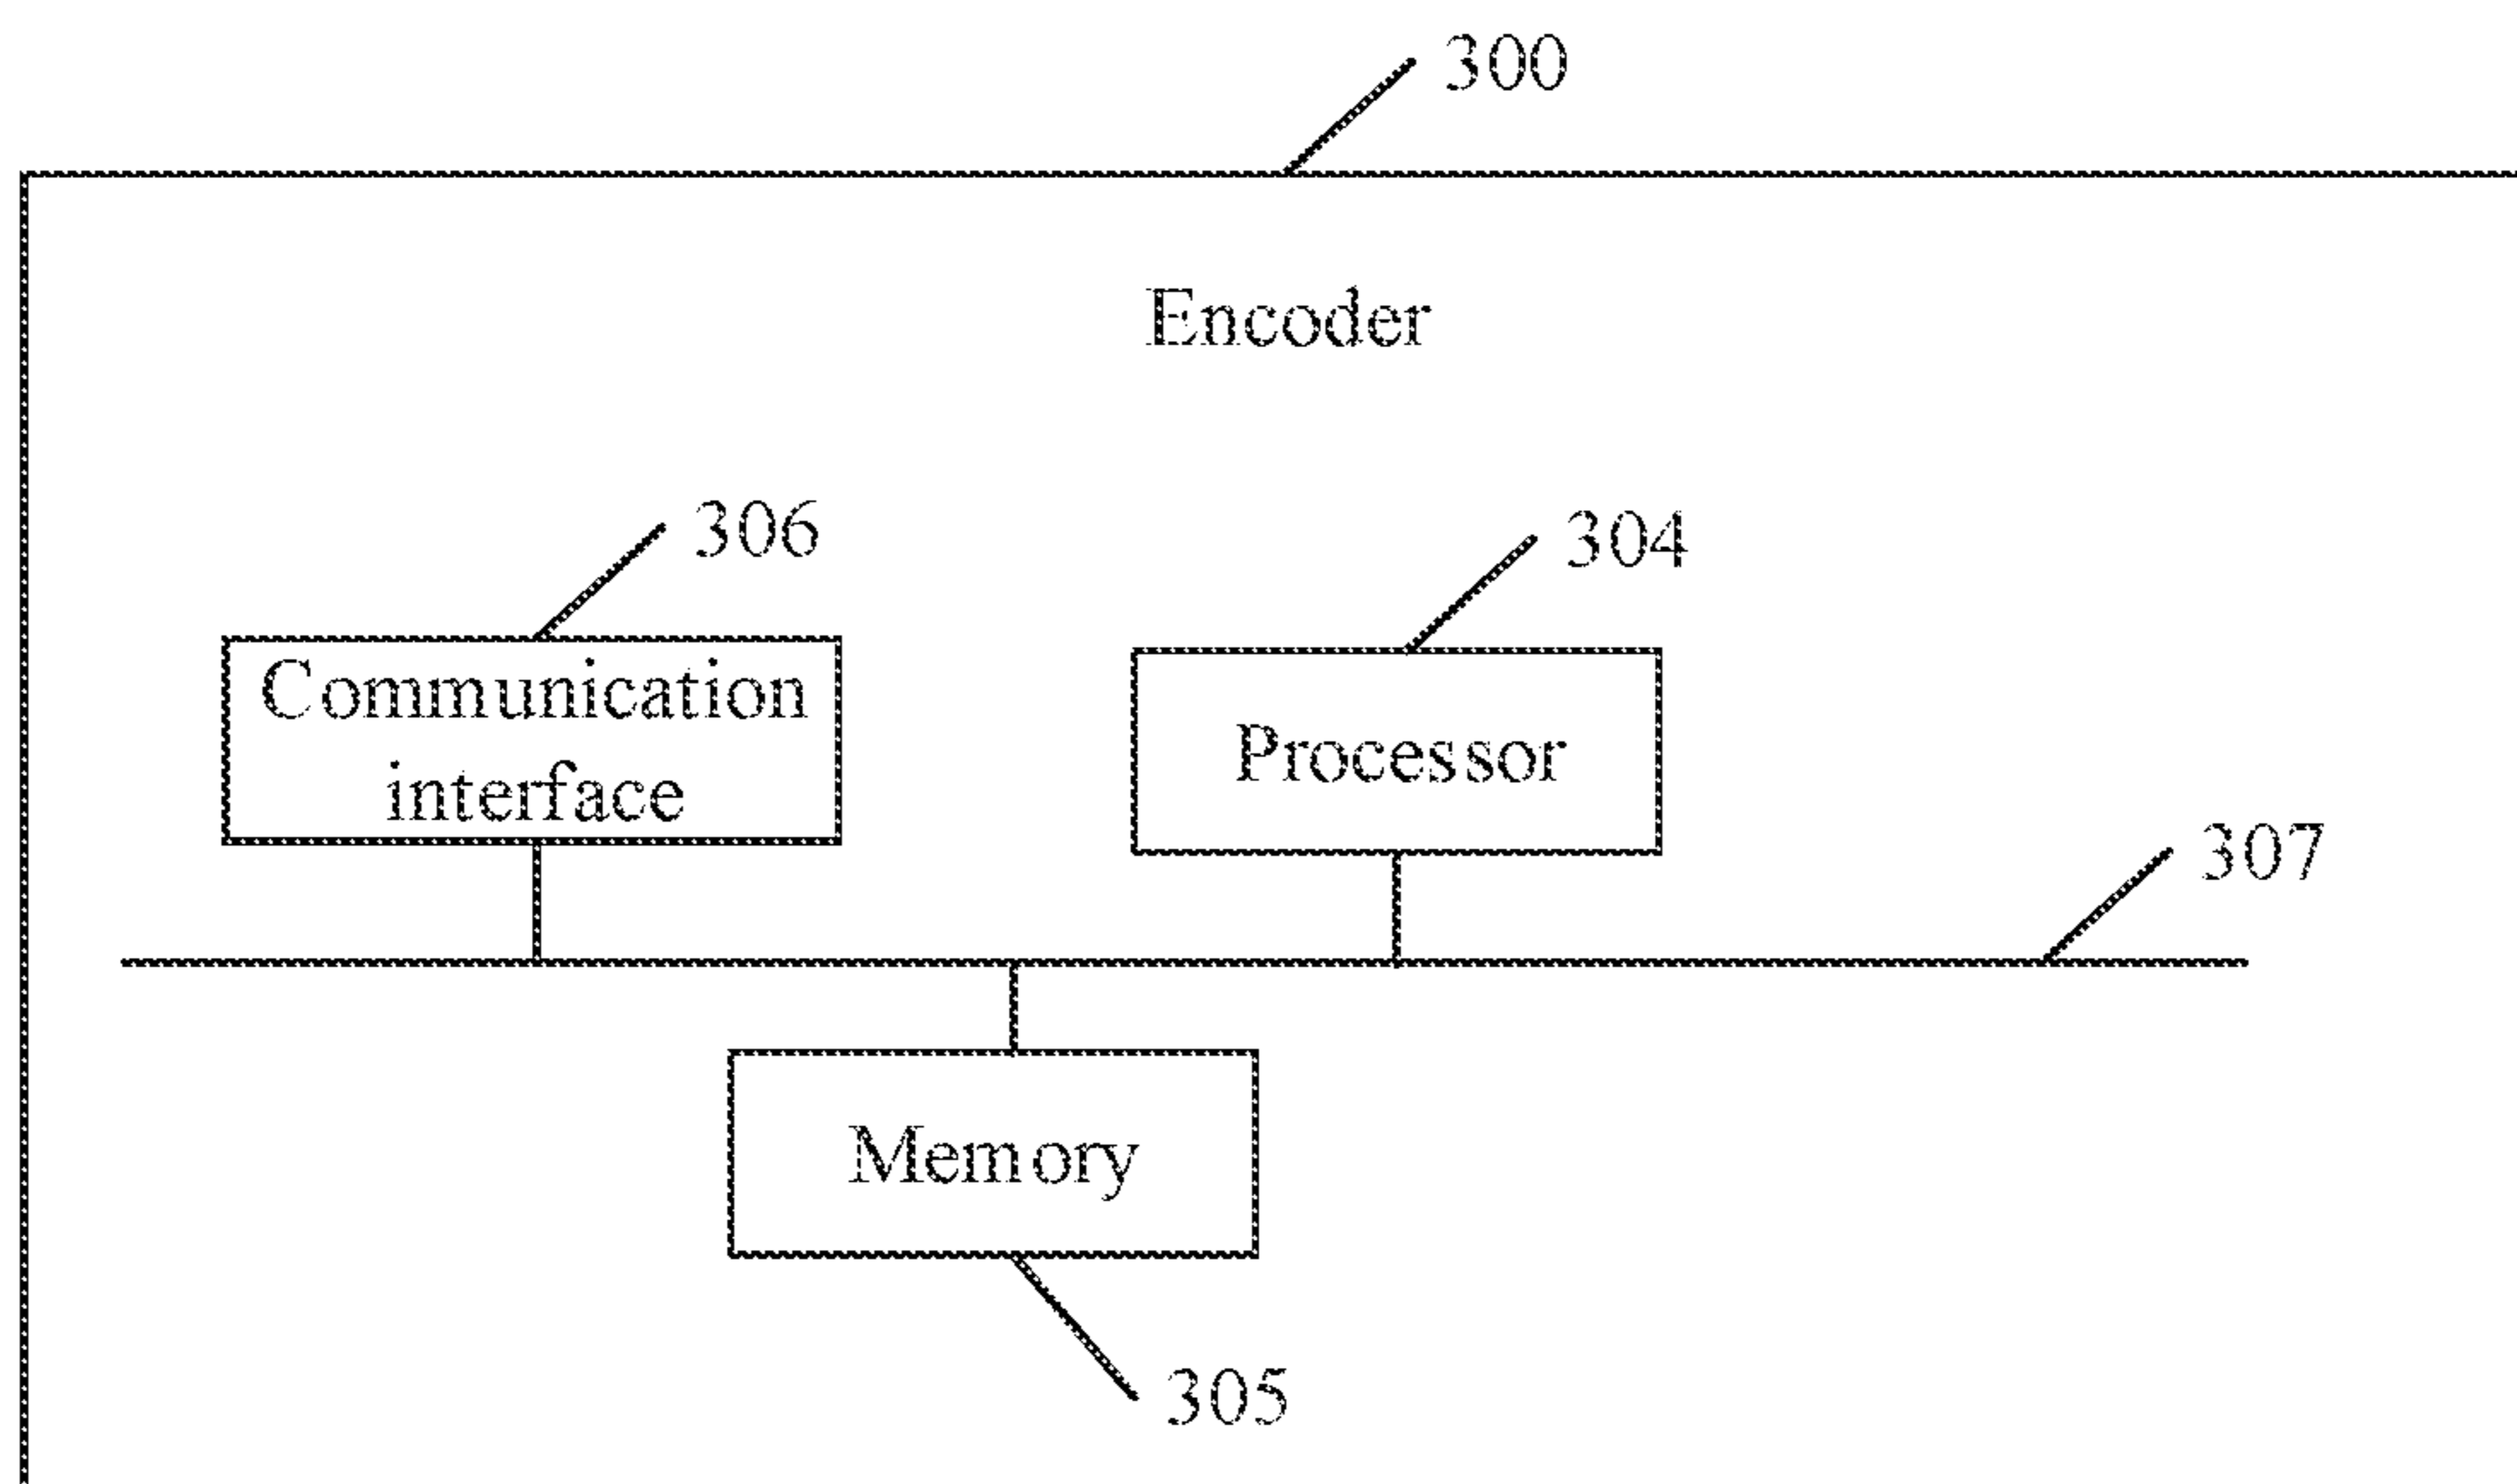 300
Encoder
306
304
Communication
interface
Processor
307
Memory
305